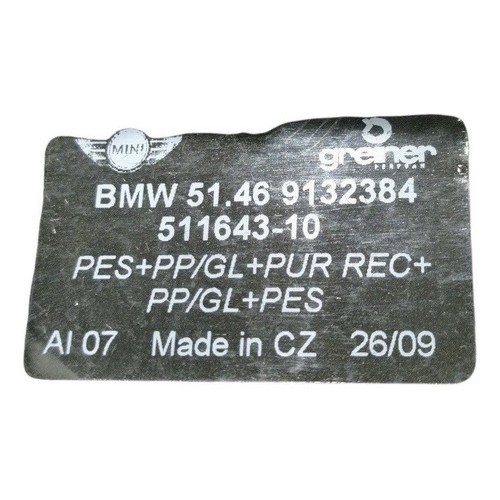 MINI
greiner
PERFOAM
BMW 51.46 9132384
511643-10
PES+PP/GL+PUR REC+
PP/GL+PES
AI 07 Made in CZ 26/09